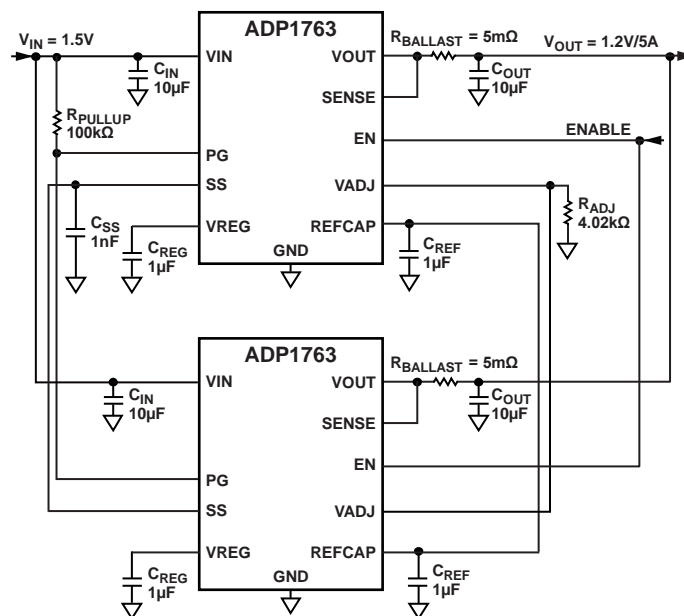 ADP1763
VIN = 1.5V
VIN
CIN
10µF
RPULLUP
100kΩ
PG
SS
CSS
1nF
VREG
CREG
1µF
GND
VOUT
RBALLAST = 5mΩ
VOUT = 1.2V/5A
COUT
10µF
SENSE
EN
ENABLE
VADJ
RADJ
4.02kΩ
REFCAP
CREF
1µF
ADP1763
VIN
CIN
10µF
PG
SS
VREG
CREG
1µF
GND
VOUT
RBALLAST = 5mΩ
COUT
10µF
SENSE
EN
VADJ
REFCAP
CREF
1µF